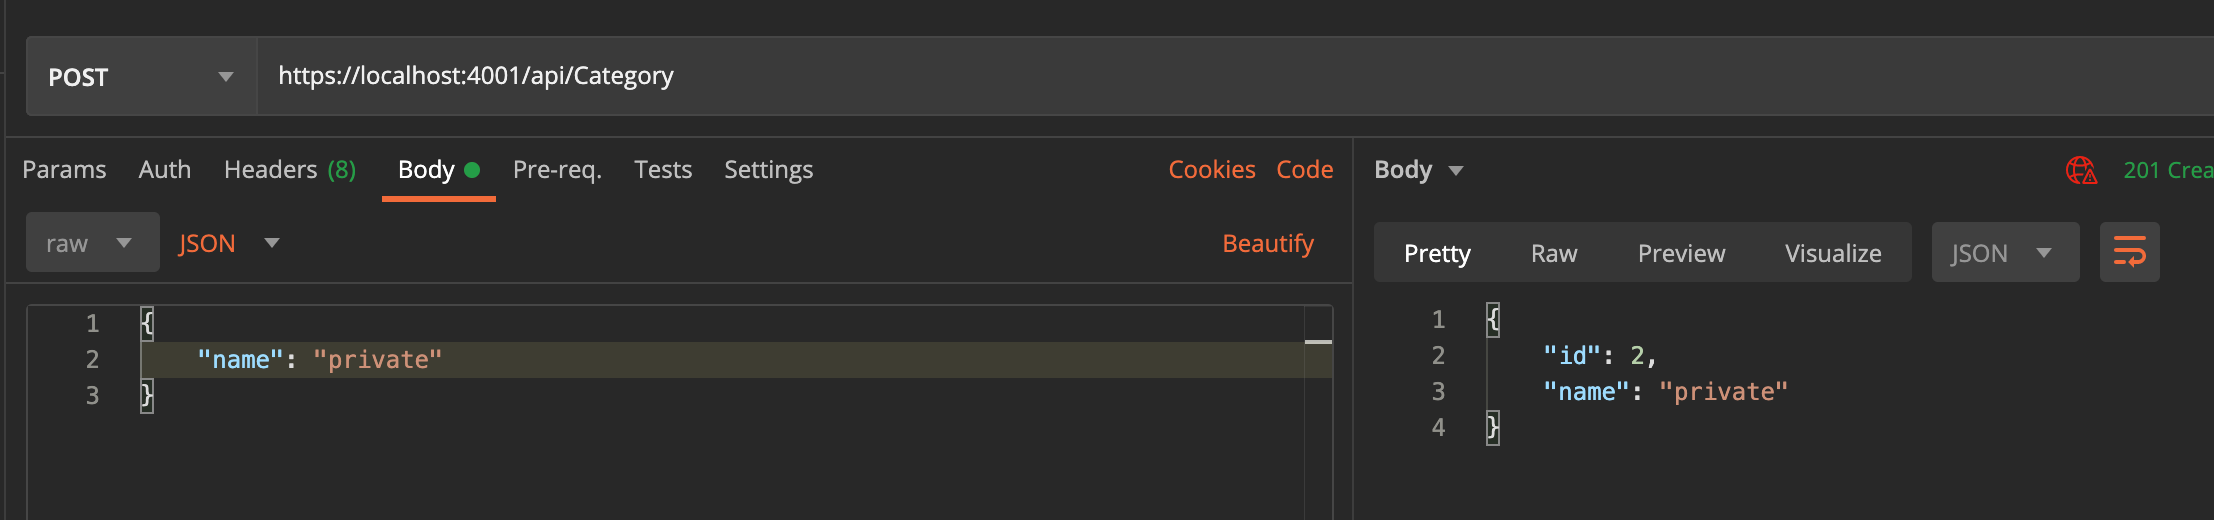 POST https://localhost:4001/api/Category
Params Auth Headers (8) Body Pre-req. Tests Settings Cookies Code
raw JSON Beautify
1 {
2 "name": "private"
3 }
Body 201 Crea
Pretty Raw Preview Visualize JSON
1 {
2 "id": 2,
3 "name": "private"
4 }